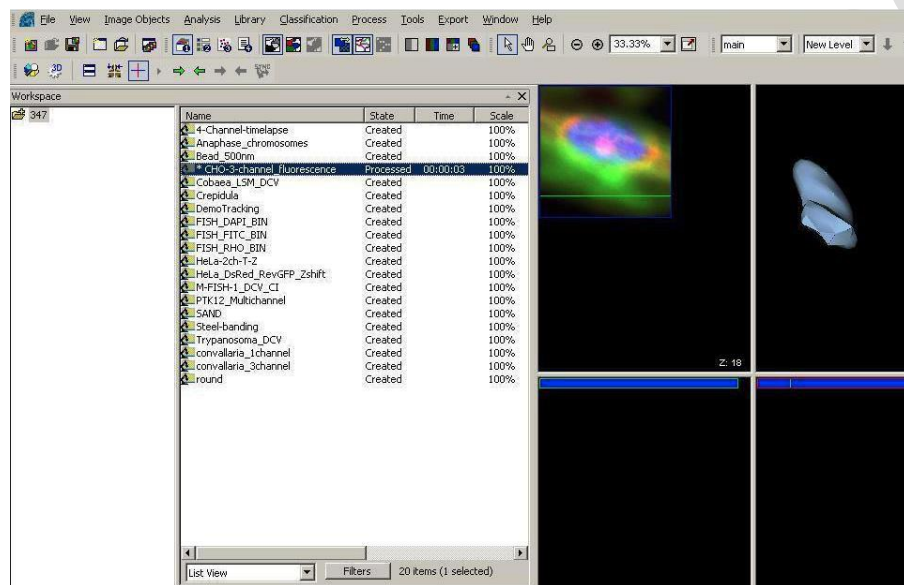 File View Image Objects Analysis Library Classification Process Tools Export Window Help
33.33% main New Level
3D
Workspace
347
Name State Time Scale
4-Channel-timelapse Created 100%
Anaphase_chromosomes Created 100%
Bead_500nm Created 100%
* CHO-3-channel_fluorescence Processed 00:00:03 100%
Cobaea_LSM_DCV Created 100%
Crepidula Created 100%
DemoTracking Created 100%
FISH_DAPI_BIN Created 100%
FISH_FITC_BIN Created 100%
FISH_RHO_BIN Created 100%
HeLa-2ch-T-Z Created 100%
HeLa_DsRed_RevGFP_Zshift Created 100%
M-FISH-1_DCV_CI Created 100%
PTK12_Multichannel Created 100%
SAND Created 100%
Steel-banding Created 100%
Trypanosoma_DCV Created 100%
convallaria_1channel Created 100%
convallaria_3channel Created 100%
round Created 100%
Z: 18
List View Filters 20 items (1 selected)